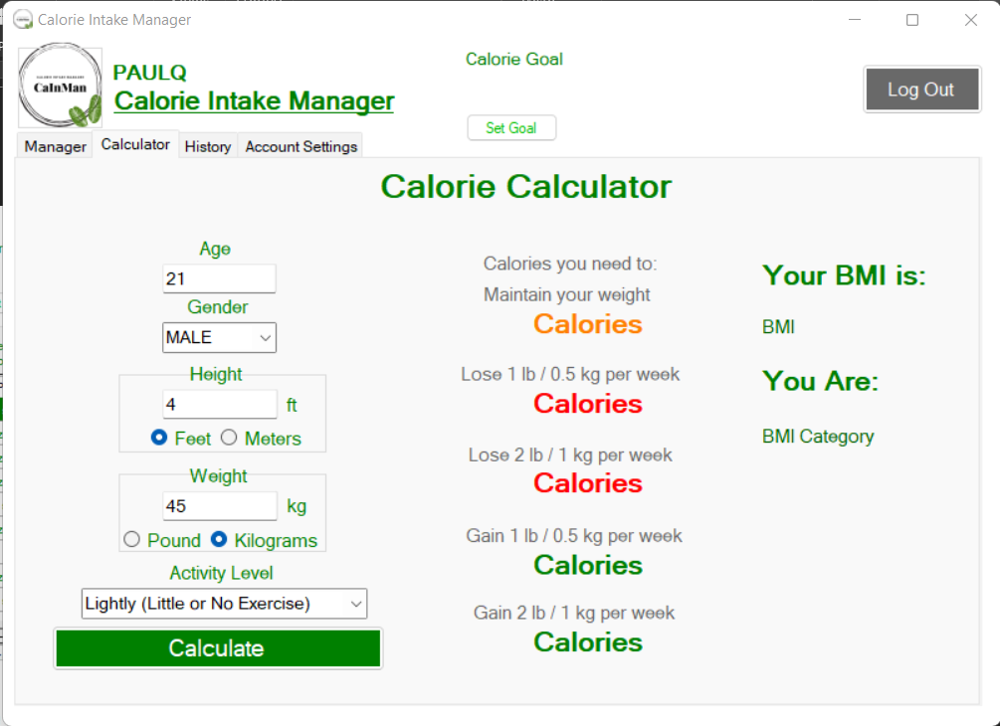 Calorie Intake Manager
CALORIE INTAKE MANAGER
CaInMan
PAULQ
Calorie Intake Manager
Calorie Goal
Set Goal
Log Out
Manager Calculator History Account Settings
Calorie Calculator
Age
21
Gender
MALE
Height
4 ft
Feet Meters
Weight
45 kg
Pound Kilograms
Activity Level
Lightly (Little or No Exercise)
Calculate
Calories you need to:
Maintain your weight
Calories
Lose 1 lb / 0.5 kg per week
Calories
Lose 2 lb / 1 kg per week
Calories
Gain 1 lb / 0.5 kg per week
Calories
Gain 2 lb / 1 kg per week
Calories
Your BMI is:
BMI
You Are:
BMI Category